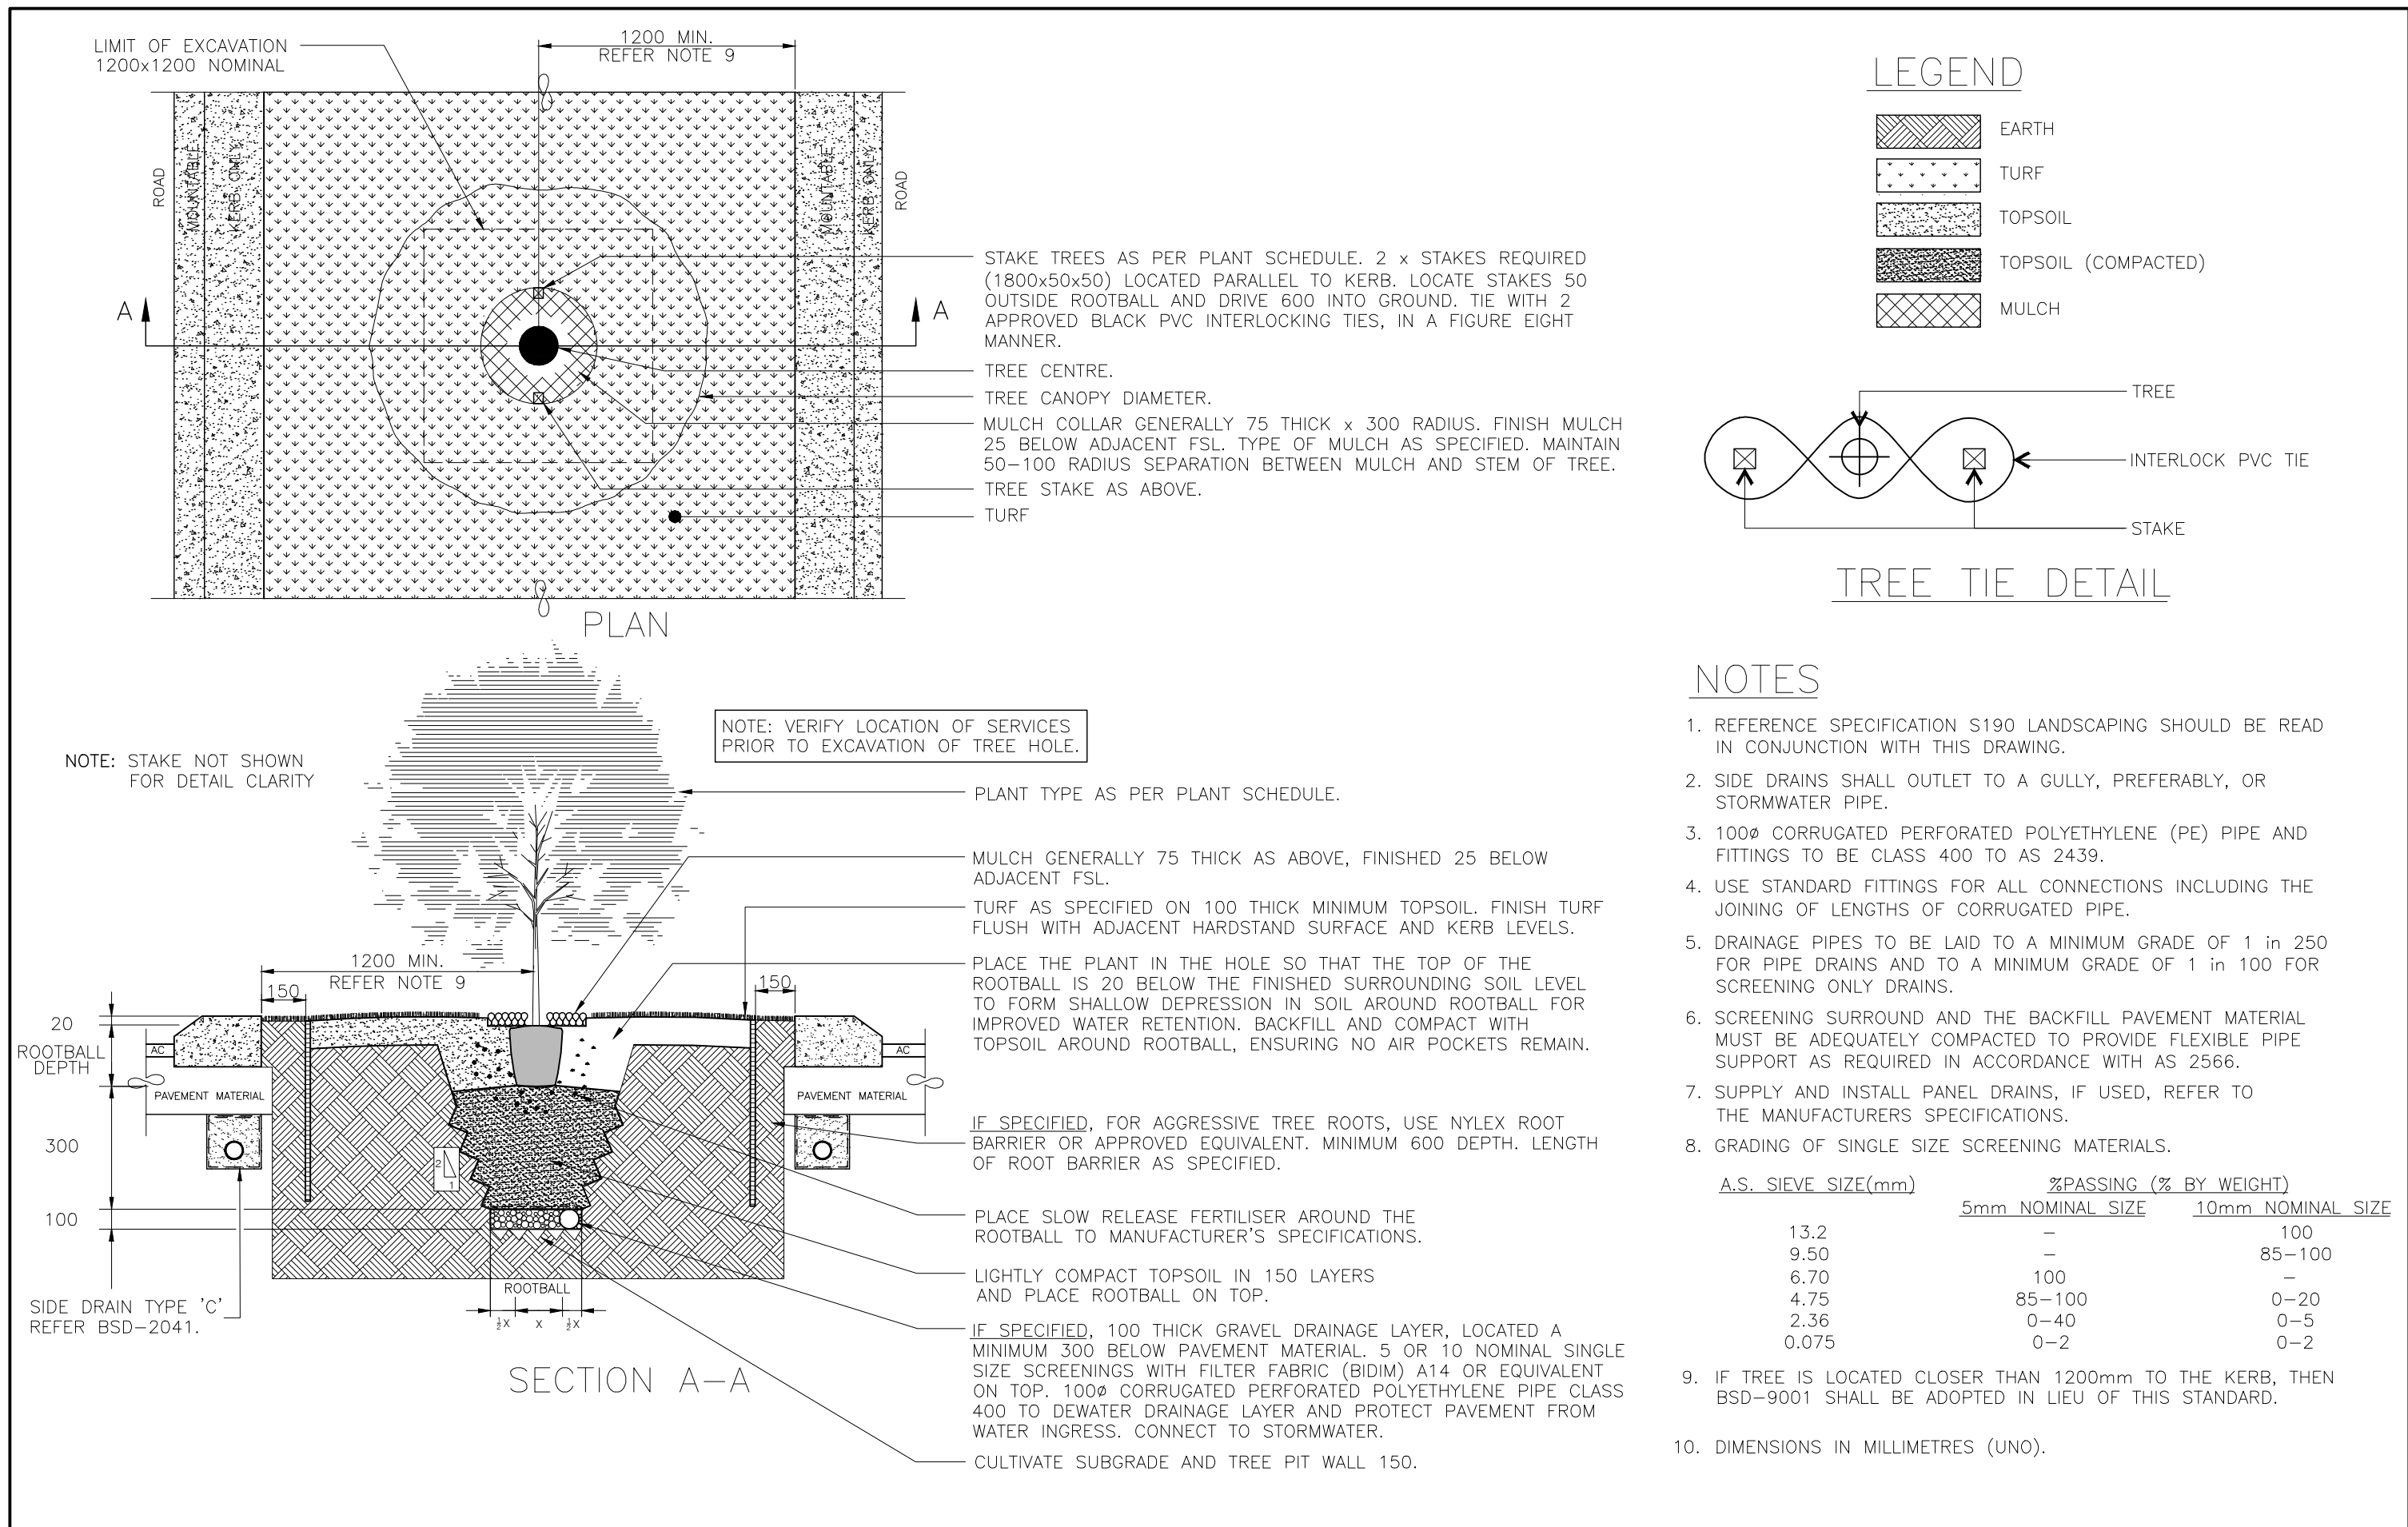 LIMIT OF EXCAVATION
1200x1200 NOMINAL
1200 MIN.
REFER NOTE 9
ROAD
MOUNTABLE
KERB ONLY
MOUNTABLE
KERB ONLY
ROAD
A
A
STAKE TREES AS PER PLANT SCHEDULE. 2 x STAKES REQUIRED
(1800x50x50) LOCATED PARALLEL TO KERB. LOCATE STAKES 50
OUTSIDE ROOTBALL AND DRIVE 600 INTO GROUND. TIE WITH 2
APPROVED BLACK PVC INTERLOCKING TIES, IN A FIGURE EIGHT
MANNER.
TREE CENTRE.
TREE CANOPY DIAMETER.
MULCH COLLAR GENERALLY 75 THICK x 300 RADIUS. FINISH MULCH
25 BELOW ADJACENT FSL. TYPE OF MULCH AS SPECIFIED. MAINTAIN
50-100 RADIUS SEPARATION BETWEEN MULCH AND STEM OF TREE.
TREE STAKE AS ABOVE.
TURF
PLAN
LEGEND
EARTH
TURF
TOPSOIL
TOPSOIL (COMPACTED)
MULCH
TREE
INTERLOCK PVC TIE
STAKE
TREE TIE DETAIL
NOTE: STAKE NOT SHOWN
FOR DETAIL CLARITY
NOTE: VERIFY LOCATION OF SERVICES
PRIOR TO EXCAVATION OF TREE HOLE.
PLANT TYPE AS PER PLANT SCHEDULE.
MULCH GENERALLY 75 THICK AS ABOVE, FINISHED 25 BELOW
ADJACENT FSL.
TURF AS SPECIFIED ON 100 THICK MINIMUM TOPSOIL. FINISH TURF
FLUSH WITH ADJACENT HARDSTAND SURFACE AND KERB LEVELS.
PLACE THE PLANT IN THE HOLE SO THAT THE TOP OF THE
ROOTBALL IS 20 BELOW THE FINISHED SURROUNDING SOIL LEVEL
TO FORM SHALLOW DEPRESSION IN SOIL AROUND ROOTBALL FOR
IMPROVED WATER RETENTION. BACKFILL AND COMPACT WITH
TOPSOIL AROUND ROOTBALL, ENSURING NO AIR POCKETS REMAIN.
IF SPECIFIED, FOR AGGRESSIVE TREE ROOTS, USE NYLEX ROOT
BARRIER OR APPROVED EQUIVALENT. MINIMUM 600 DEPTH. LENGTH
OF ROOT BARRIER AS SPECIFIED.
PLACE SLOW RELEASE FERTILISER AROUND THE
ROOTBALL TO MANUFACTURER'S SPECIFICATIONS.
LIGHTLY COMPACT TOPSOIL IN 150 LAYERS
AND PLACE ROOTBALL ON TOP.
IF SPECIFIED, 100 THICK GRAVEL DRAINAGE LAYER, LOCATED A
MINIMUM 300 BELOW PAVEMENT MATERIAL. 5 OR 10 NOMINAL SINGLE
SIZE SCREENINGS WITH FILTER FABRIC (BIDIM) A14 OR EQUIVALENT
ON TOP. 100ø CORRUGATED PERFORATED POLYETHYLENE PIPE CLASS
400 TO DEWATER DRAINAGE LAYER AND PROTECT PAVEMENT FROM
WATER INGRESS. CONNECT TO STORMWATER.
CULTIVATE SUBGRADE AND TREE PIT WALL 150.
1200 MIN.
REFER NOTE 9
150
150
20
ROOTBALL
DEPTH
300
100
AC
AC
PAVEMENT MATERIAL
PAVEMENT MATERIAL
2
1
ROOTBALL
½x
x
½x
SIDE DRAIN TYPE 'C'
REFER BSD-2041.
SECTION A-A
NOTES
1. REFERENCE SPECIFICATION S190 LANDSCAPING SHOULD BE READ
IN CONJUNCTION WITH THIS DRAWING.
2. SIDE DRAINS SHALL OUTLET TO A GULLY, PREFERABLY, OR
STORMWATER PIPE.
3. 100ø CORRUGATED PERFORATED POLYETHYLENE (PE) PIPE AND
FITTINGS TO BE CLASS 400 TO AS 2439.
4. USE STANDARD FITTINGS FOR ALL CONNECTIONS INCLUDING THE
JOINING OF LENGTHS OF CORRUGATED PIPE.
5. DRAINAGE PIPES TO BE LAID TO A MINIMUM GRADE OF 1 in 250
FOR PIPE DRAINS AND TO A MINIMUM GRADE OF 1 in 100 FOR
SCREENING ONLY DRAINS.
6. SCREENING SURROUND AND THE BACKFILL PAVEMENT MATERIAL
MUST BE ADEQUATELY COMPACTED TO PROVIDE FLEXIBLE PIPE
SUPPORT AS REQUIRED IN ACCORDANCE WITH AS 2566.
7. SUPPLY AND INSTALL PANEL DRAINS, IF USED, REFER TO
THE MANUFACTURERS SPECIFICATIONS.
8. GRADING OF SINGLE SIZE SCREENING MATERIALS.
A.S. SIEVE SIZE(mm) %PASSING (% BY WEIGHT)
5mm NOMINAL SIZE 10mm NOMINAL SIZE
13.2 - 100
9.50 - 85-100
6.70 100 -
4.75 85-100 0-20
2.36 0-40 0-5
0.075 0-2 0-2
9. IF TREE IS LOCATED CLOSER THAN 1200mm TO THE KERB, THEN
BSD-9001 SHALL BE ADOPTED IN LIEU OF THIS STANDARD.
10. DIMENSIONS IN MILLIMETRES (UNO).